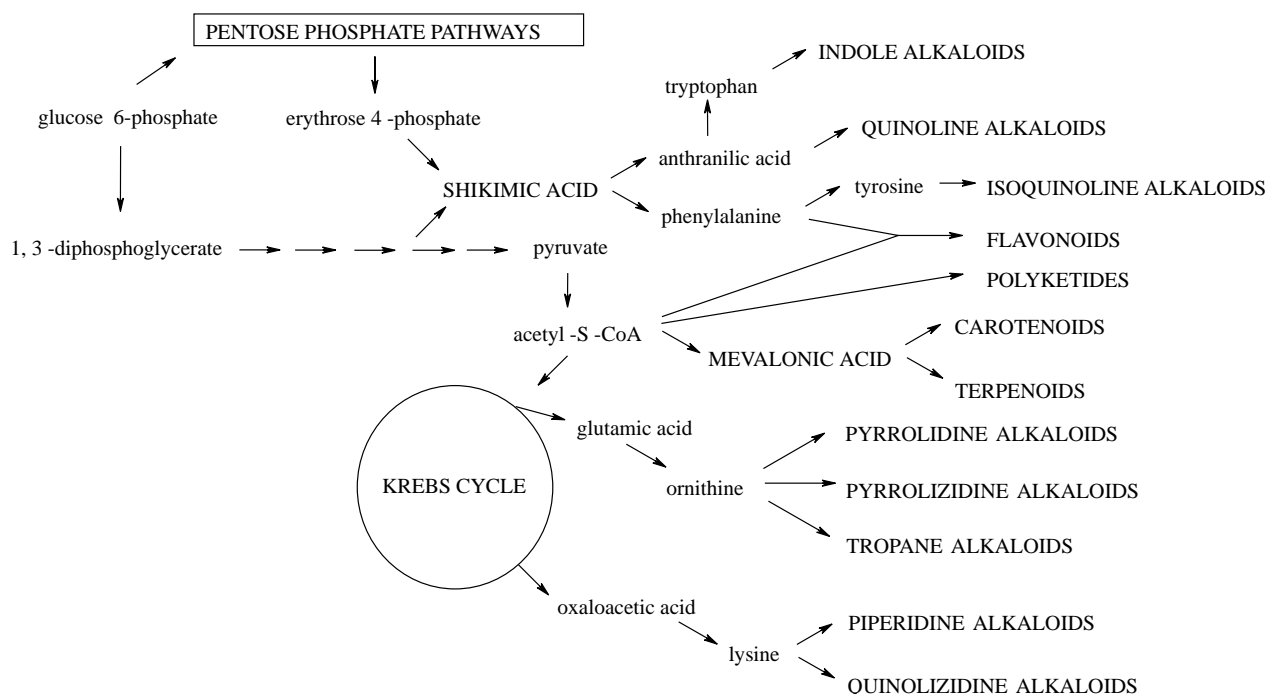 PENTOSE PHOSPHATE PATHWAYS
INDOLE ALKALOIDS
tryptophan
glucose 6-phosphate
erythrose 4 -phosphate
QUINOLINE ALKALOIDS
anthranilic acid
SHIKIMIC ACID
tyrosine
ISOQUINOLINE ALKALOIDS
phenylalanine
1, 3 -diphosphoglycerate
pyruvate
FLAVONOIDS
POLYKETIDES
acetyl -S -CoA
CAROTENOIDS
MEVALONIC ACID
TERPENOIDS
glutamic acid
PYRROLIDINE ALKALOIDS
KREBS CYCLE
ornithine
PYRROLIZIDINE ALKALOIDS
TROPANE ALKALOIDS
oxaloacetic acid
PIPERIDINE ALKALOIDS
lysine
QUINOLIZIDINE ALKALOIDS